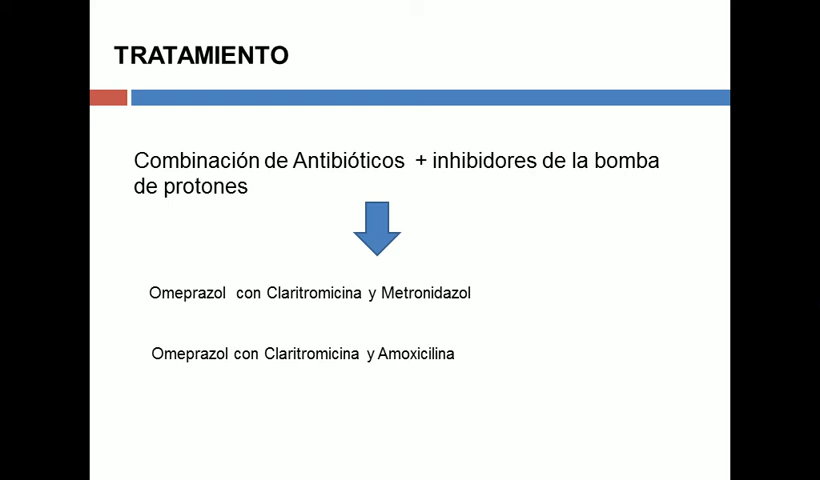 TRATAMIENTO
Combinación de Antibióticos + inhibidores de la bomba
de protones
Omeprazol con Claritromicina y Metronidazol
Omeprazol con Claritromicina y Amoxicilina